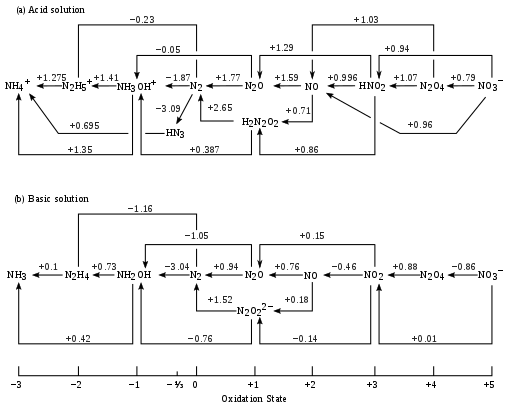 (a) Acid solution
−0.23 +1.03
−0.05 +1.29 +0.94
NH₄⁺ +1.275 N₂H₅⁺ +1.41 NH₃OH⁺ −1.87 N₂ +1.77 N₂O +1.59 NO +0.996 HNO₂ +1.07 N₂O₄ +0.79 NO₃⁻
−3.09 +2.65 +0.71
+0.695 HN₃ H₂N₂O₂ +0.96
+1.35 +0.387 +0.86
(b) Basic solution
−1.16
−1.05 +0.15
NH₃ +0.1 N₂H₄ +0.73 NH₂OH −3.04 N₂ +0.94 N₂O +0.76 NO −0.46 NO₂ +0.88 N₂O₄ −0.86 NO₃⁻
+1.52 N₂O₂²⁻ +0.18
+0.42 −0.76 −0.14 +0.01
−3 −2 −1 −⅓ 0 +1 +2 +3 +4 +5
Oxidation State